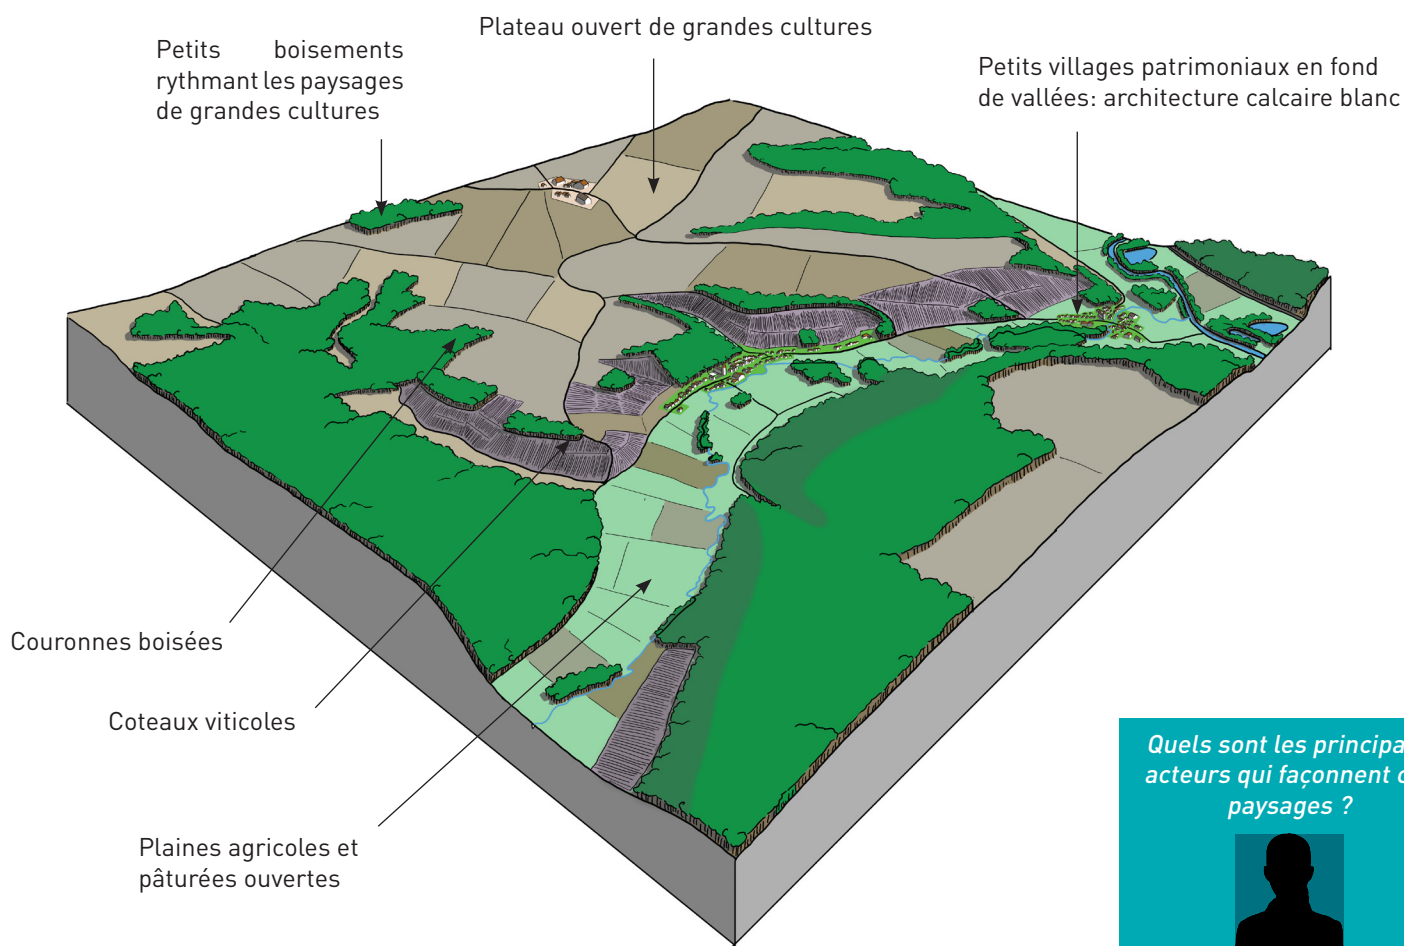 Plateau ouvert de grandes cultures
Petits boisements
rythmant les paysages
de grandes cultures
Petits villages patrimoniaux en fond
de vallées: architecture calcaire blanc
Couronnes boisées
Coteaux viticoles
Plaines agricoles et
pâturées ouvertes
Quels sont les
acteurs qui façonnent
paysages ?